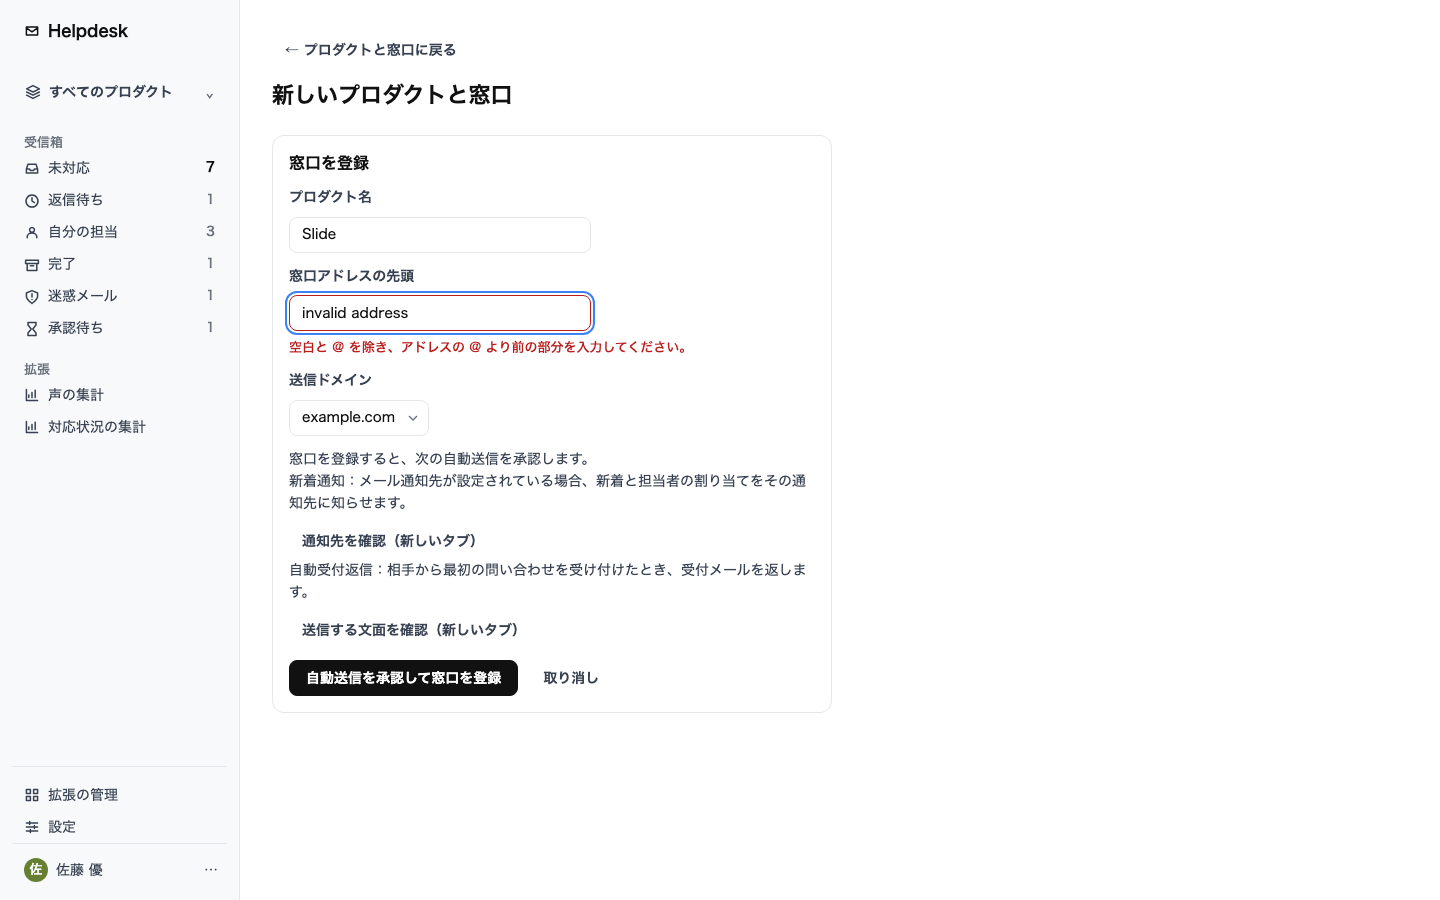 Helpdesk
すべてのプロダクト
受信箱
未対応 7
返信待ち 1
自分の担当 3
完了 1
迷惑メール 1
承認待ち 1
拡張
声の集計
対応状況の集計
拡張の管理
設定
佐 佐藤 優 …
← プロダクトと窓口に戻る
新しいプロダクトと窓口
窓口を登録
プロダクト名
Slide
窓口アドレスの先頭
invalid address
空白と @ を除き、アドレスの @ より前の部分を入力してください。
送信ドメイン
example.com
窓口を登録すると、次の自動送信を承認します。
新着通知：メール通知先が設定されている場合、新着と担当者の割り当てをその通
知先に知らせます。
通知先を確認（新しいタブ）
自動受付返信：相手から最初の問い合わせを受け付けたとき、受付メールを返しま
す。
送信する文面を確認（新しいタブ）
自動送信を承認して窓口を登録 取り消し